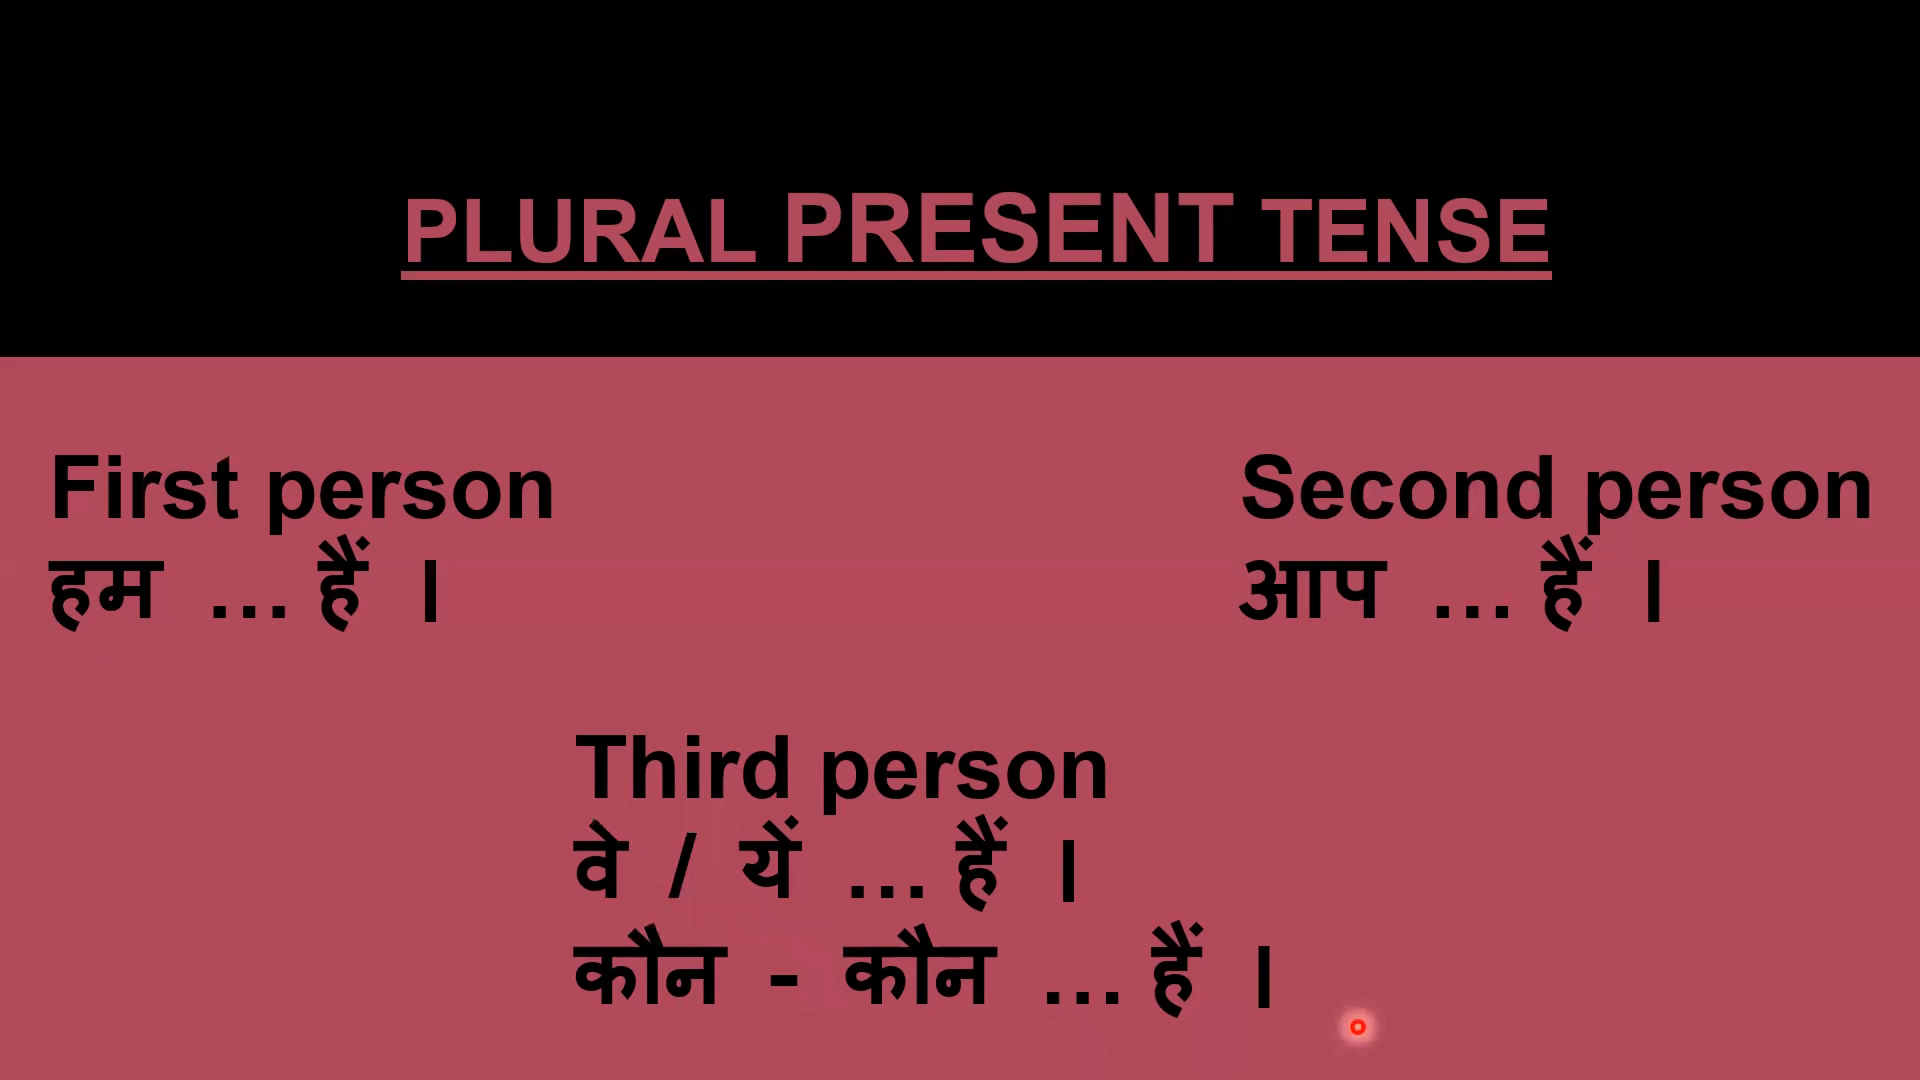 PLURAL PRESENT TENSE
First person
हम ... हैं ।
Second person
आप ... हैं ।
Third person
वे / यें ... हैं ।
कौन - कौन ... हैं ।